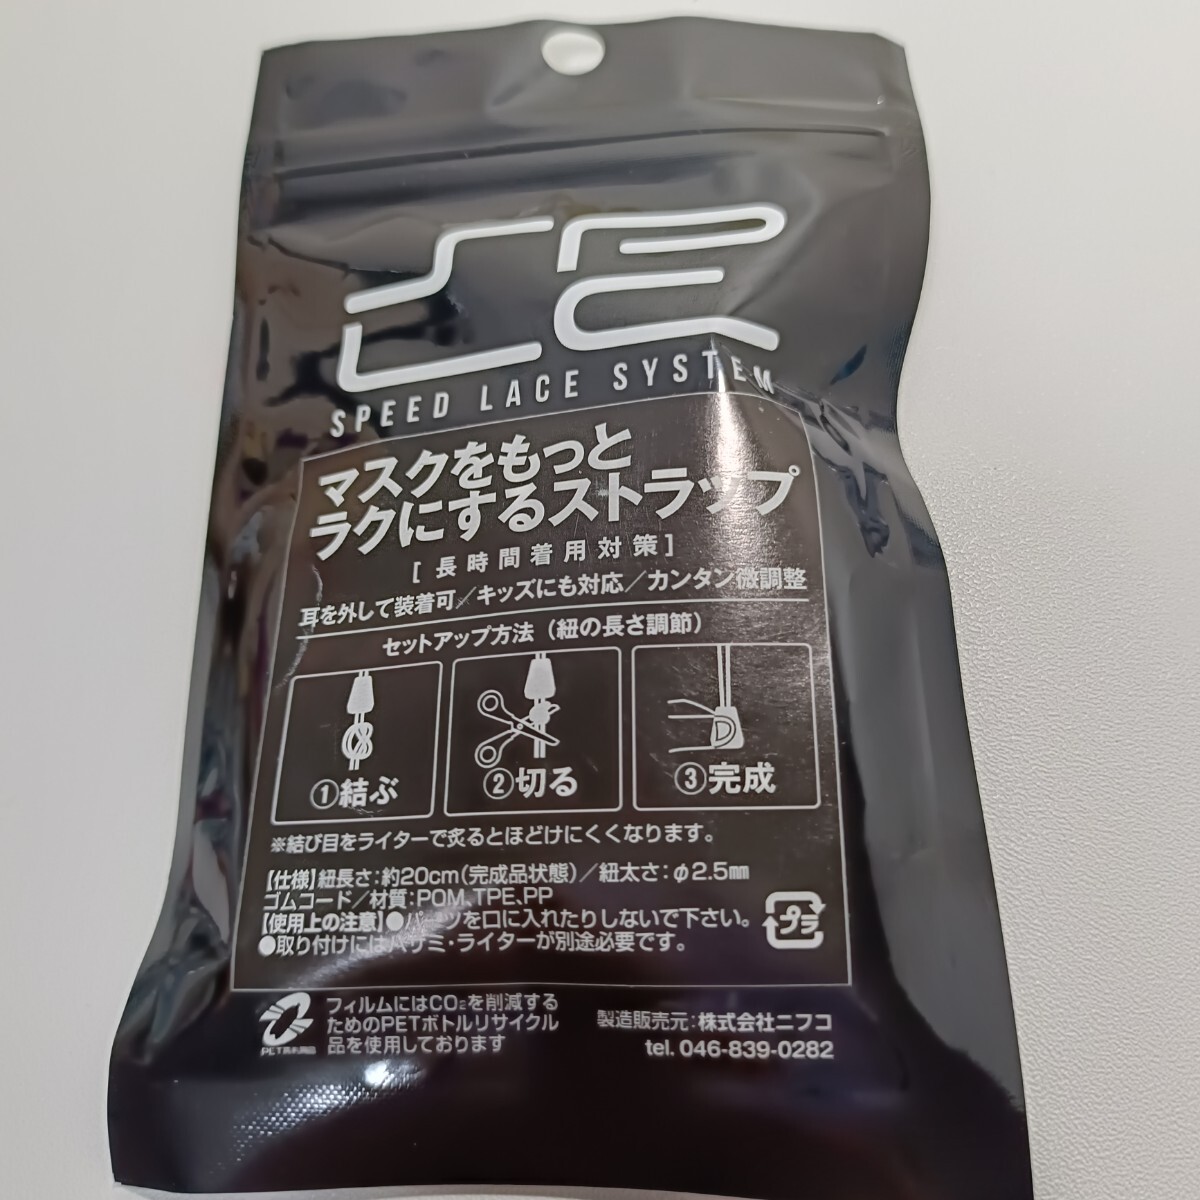 SPEED LACE SYSTEM
マスクをもっと
ラクにするストラップ
[長時間着用対策]
耳を外して装着可／キッズにも対応／カンタン微調整
セットアップ方法（紐の長さ調節）
①結ぶ
②切る
③完成
※結び目をライターで炙るとほどけにくくなります。
【仕様】紐長さ：約20cm（完成品状態）／紐太さ：φ2.5mm
ゴムコード／材質：POM、TPE、PP
【使用上の注意】●パーツを口に入れたりしないで下さい。
●取り付けにはハサミ・ライターが別途必要です。
プラ
フィルムにはCO₂を削減する
ためのPETボトルリサイクル
品を使用しております
製造販売元：株式会社ニフコ
tel. 046-839-0282